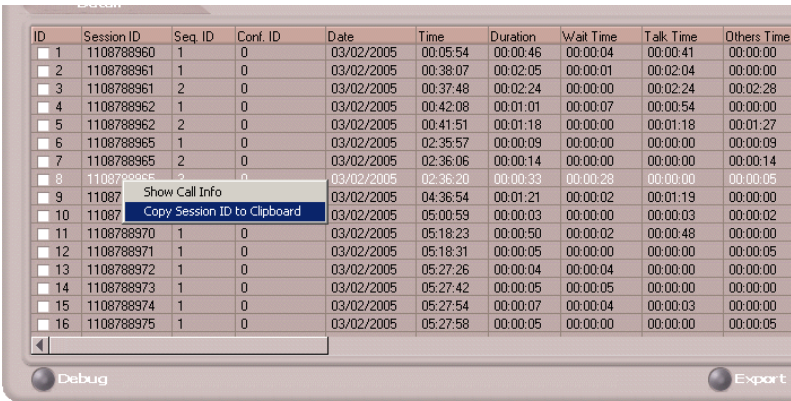 Detail
ID Session ID Seq. ID Conf. ID Date Time Duration Wait Time Talk Time Others Time
1 1108788960 1 0 03/02/2005 00:05:54 00:00:46 00:00:04 00:00:41 00:00:00
2 1108788961 1 0 03/02/2005 00:38:07 00:02:05 00:00:01 00:02:04 00:00:00
3 1108788961 2 0 03/02/2005 00:37:48 00:02:24 00:00:00 00:02:24 00:02:28
4 1108788962 1 0 03/02/2005 00:42:08 00:01:01 00:00:07 00:00:54 00:00:00
5 1108788962 2 0 03/02/2005 00:41:51 00:01:18 00:00:00 00:01:18 00:01:27
6 1108788965 1 0 03/02/2005 02:35:57 00:00:09 00:00:00 00:00:00 00:00:09
7 1108788965 2 0 03/02/2005 02:36:06 00:00:14 00:00:00 00:00:00 00:00:14
8 1108788965 3 0 03/02/2005 02:36:20 00:00:33 00:00:28 00:00:00 00:00:05
Show Call Info
9 11087 03/02/2005 04:36:54 00:01:21 00:00:02 00:01:19 00:00:00
Copy Session ID to Clipboard
10 11087 03/02/2005 05:00:59 00:00:03 00:00:00 00:00:03 00:00:02
11 1108788970 1 0 03/02/2005 05:18:23 00:00:50 00:00:02 00:00:48 00:00:00
12 1108788971 1 0 03/02/2005 05:18:31 00:00:05 00:00:00 00:00:00 00:00:05
13 1108788972 1 0 03/02/2005 05:27:26 00:00:04 00:00:04 00:00:00 00:00:00
14 1108788973 1 0 03/02/2005 05:27:42 00:00:05 00:00:05 00:00:00 00:00:00
15 1108788974 1 0 03/02/2005 05:27:54 00:00:07 00:00:04 00:00:03 00:00:00
16 1108788975 1 0 03/02/2005 05:27:58 00:00:05 00:00:00 00:00:00 00:00:05
Debug Export